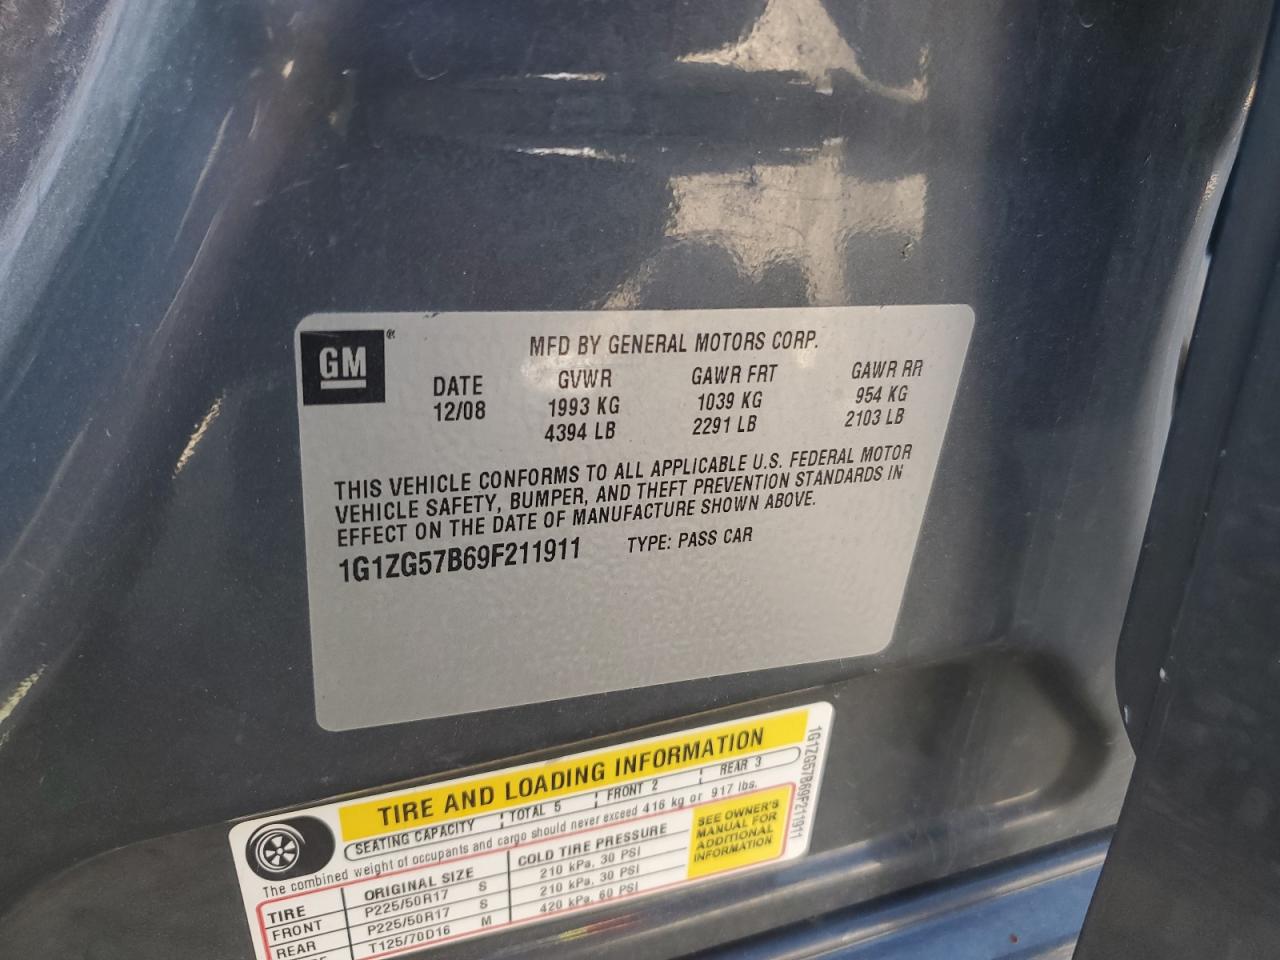 GM
®
MFD BY GENERAL MOTORS CORP.
DATE GVWR GAWR FRT GAWR RR
12/08 1993 KG 1039 KG 954 KG
4394 LB 2291 LB 2103 LB
THIS VEHICLE CONFORMS TO ALL APPLICABLE U.S. FEDERAL MOTOR
VEHICLE SAFETY, BUMPER, AND THEFT PREVENTION STANDARDS IN
EFFECT ON THE DATE OF MANUFACTURE SHOWN ABOVE.
1G1ZG57B69F211911 TYPE: PASS CAR
TIRE AND LOADING INFORMATION
SEATING CAPACITY TOTAL 5 FRONT 2 REAR 3
The combined weight of occupants and cargo should never exceed 416 kg or 917 lbs.
TIRE ORIGINAL SIZE COLD TIRE PRESSURE
FRONT P225/50R17 S 210 kPa, 30 PSI
REAR P225/50R17 S 210 kPa, 30 PSI
T125/70D16 M 420 kPa, 60 PSI
SEE OWNER'S
MANUAL FOR
ADDITIONAL
INFORMATION
1G1ZG57B69F211911